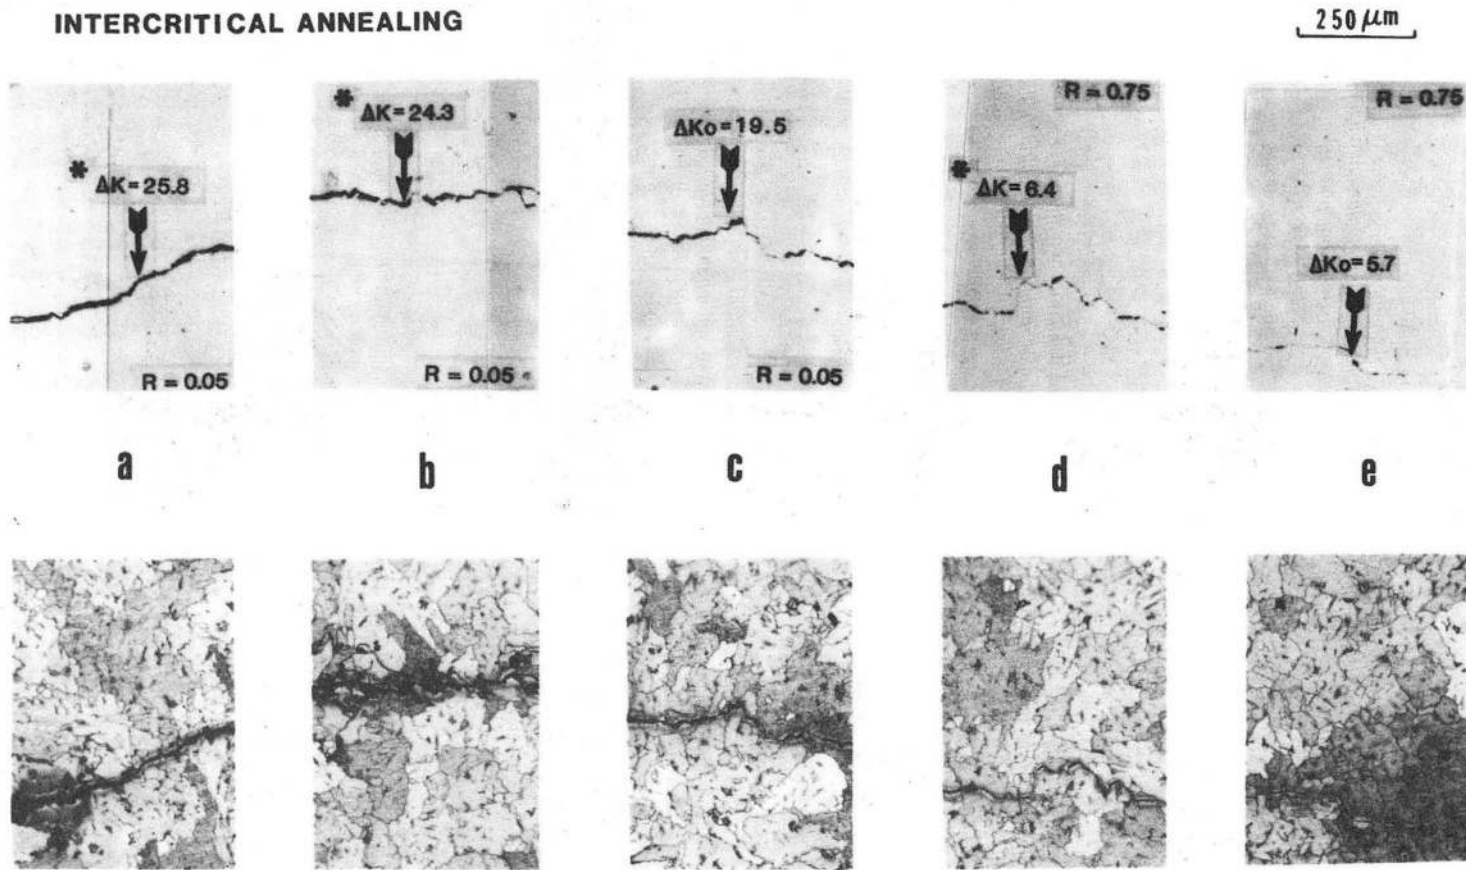 INTERCRITICAL ANNEALING
250 μm
* ΔK=25.8
R = 0.05
* ΔK=24.3
R = 0.05
ΔKo=19.5
R = 0.05
R = 0.75
* ΔK=6.4
R = 0.75
ΔKo=5.7
a
b
c
d
e